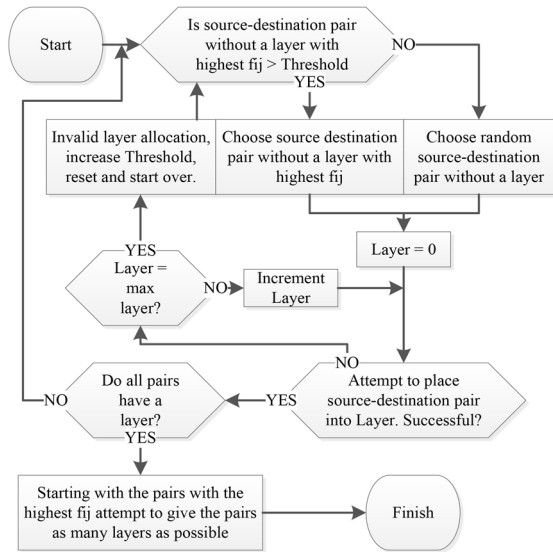 Start
Is source-destination pair
without a layer with
highest fij > Threshold
NO
YES
Invalid layer allocation,
increase Threshold,
reset and start over.
Choose source destination
pair without a layer with
highest fij
Choose random
source-destination
pair without a layer
Layer = 0
YES
Layer =
max
layer?
NO
Increment
Layer
NO
Do all pairs
have a
layer?
NO
YES
YES
Attempt to place
source-destination pair
into Layer. Successful?
Starting with the pairs with the
highest fij attempt to give the pairs
as many layers as possible
Finish